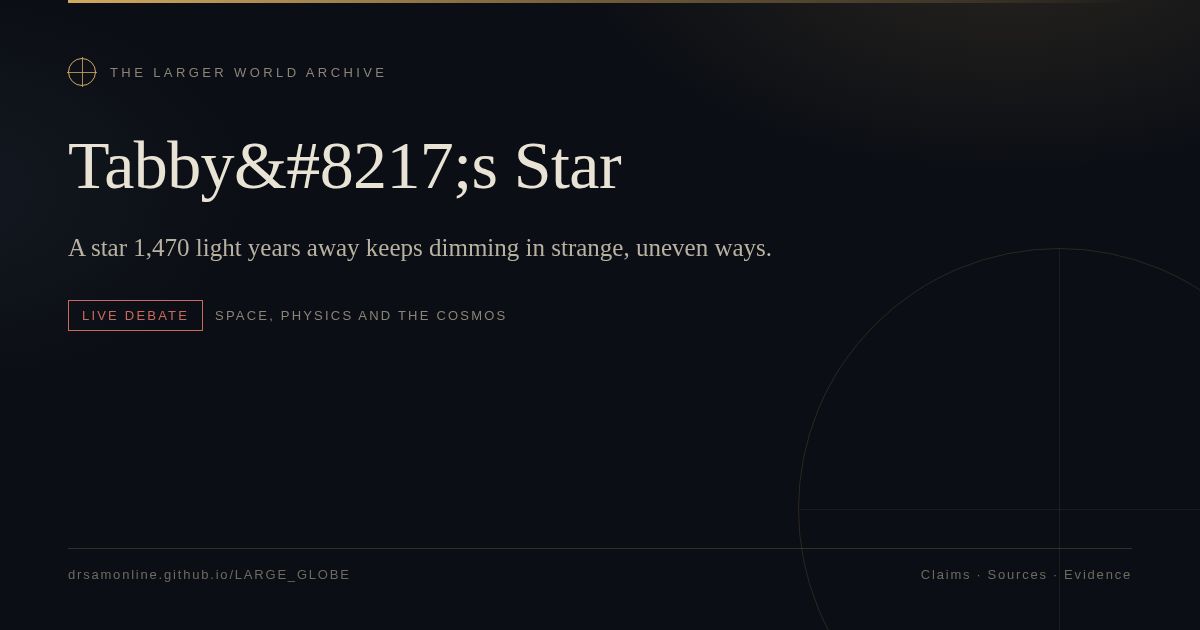 THE LARGER WORLD ARCHIVE
Tabby&#8217;s Star
A star 1,470 light years away keeps dimming in strange, uneven ways.
LIVE DEBATE SPACE, PHYSICS AND THE COSMOS
drsamonline.github.io/LARGE_GLOBE Claims · Sources · Evidence